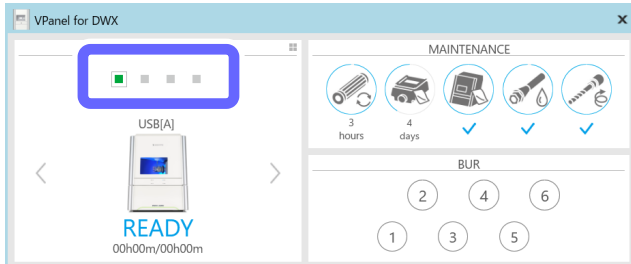 VPanel for DWX
x
MAINTENANCE
3
hours
4
days
USB[A]
READY
00h00m/00h00m
BUR
2 4 6
1 3 5